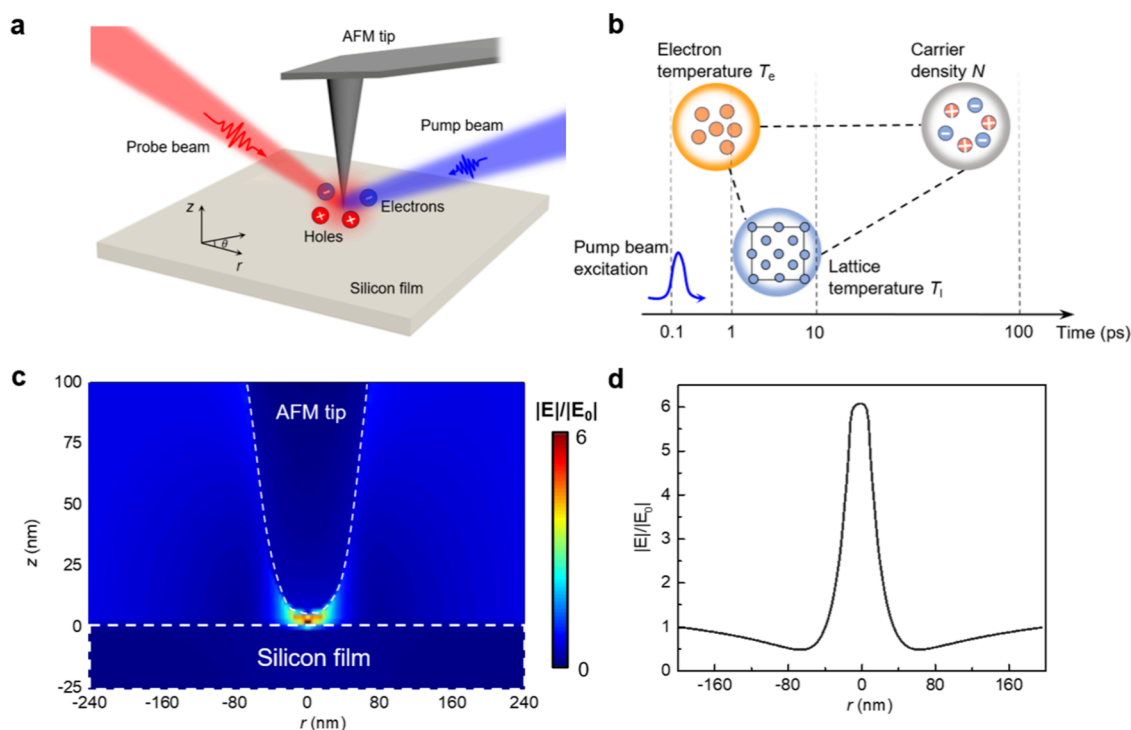 a
AFM tip
Probe beam
Pump beam
Electrons
Holes
z
θ
r
Silicon film
b
Electron
temperature Te
Carrier
density N
Pump beam
excitation
Lattice
temperature Tl
0.1
1
10
100
Time (ps)
c
|E|/|E0|
AFM tip
Silicon film
6
0
100
75
50
25
0
-25
z (nm)
-240
-160
-80
0
80
160
240
r (nm)
d
6
5
4
3
2
1
0
|E|/|E0|
-160
-80
0
80
160
r (nm)